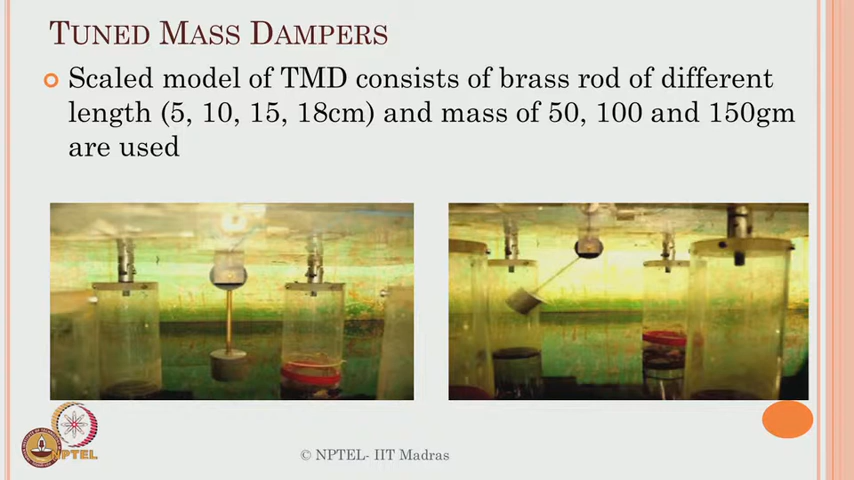 TUNED MASS DAMPERS
Scaled model of TMD consists of brass rod of different
length (5, 10, 15, 18cm) and mass of 50, 100 and 150gm
are used
NPTEL
© NPTEL- IIT Madras